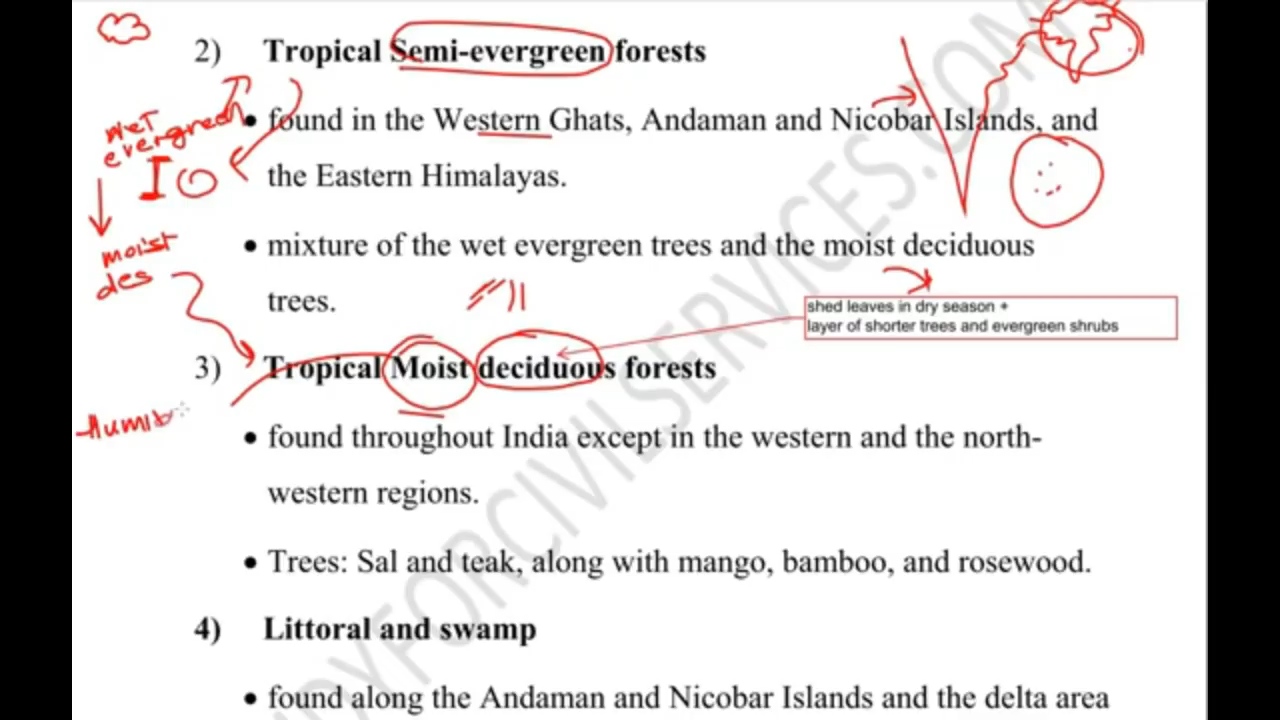 2) Tropical Semi-evergreen forests
wet
evergreen
• found in the Western Ghats, Andaman and Nicobar Islands, and
the Eastern Himalayas.
moist
des
• mixture of the wet evergreen trees and the moist deciduous
trees.
shed leaves in dry season +
layer of shorter trees and evergreen shrubs
3) Tropical Moist deciduous forests
Humid
• found throughout India except in the western and the north-
western regions.
• Trees: Sal and teak, along with mango, bamboo, and rosewood.
4) Littoral and swamp
• found along the Andaman and Nicobar Islands and the delta area
DYFORCIVILSERVICES.COM